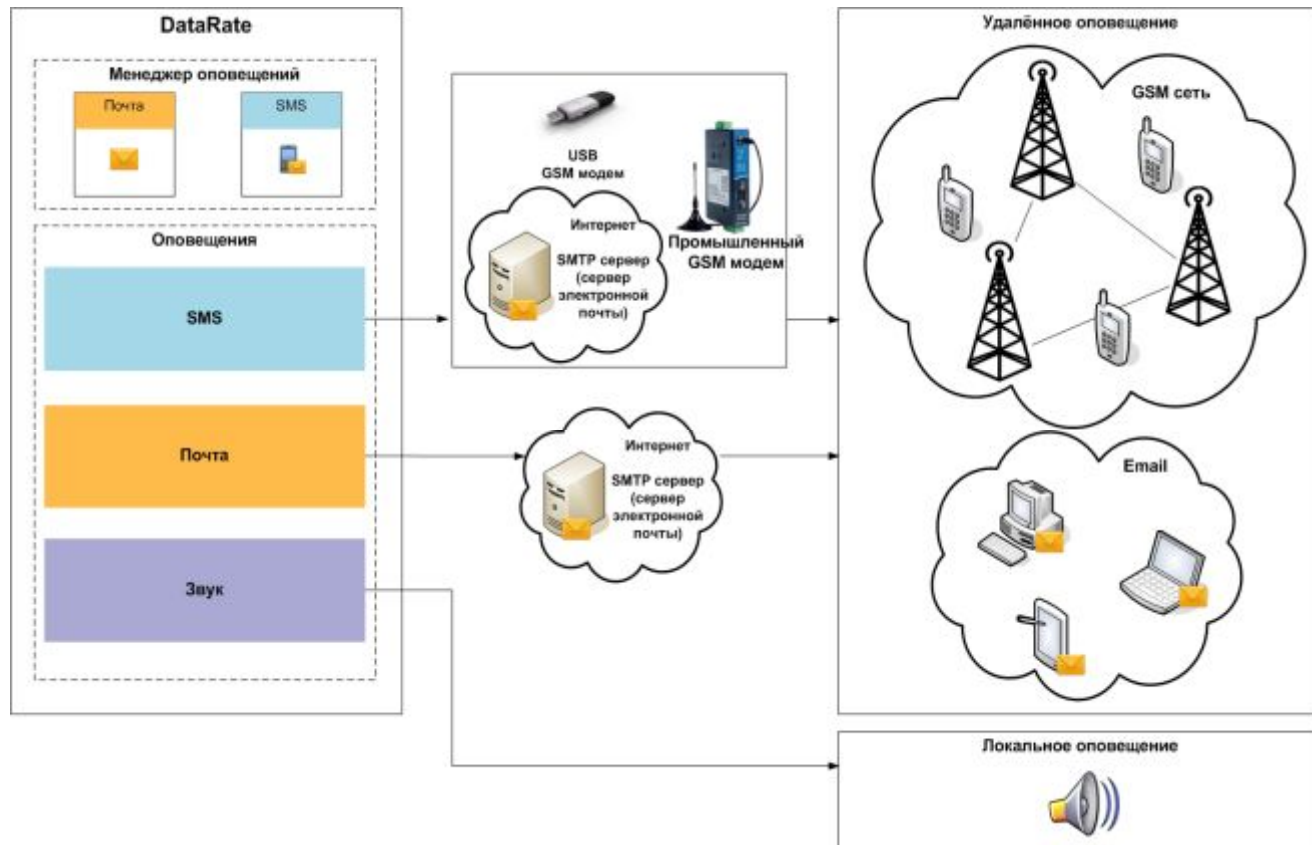 DataRate
Менеджер оповещений
Почта
SMS
Оповещения
SMS
Почта
Звук
USB
GSM модем
Интернет
SMTP сервер
(сервер
электронной
почты)
Промышленный
GSM модем
Интернет
SMTP сервер
(сервер
электронной
почты)
Удалённое оповещение
GSM сеть
Email
Локальное оповещение